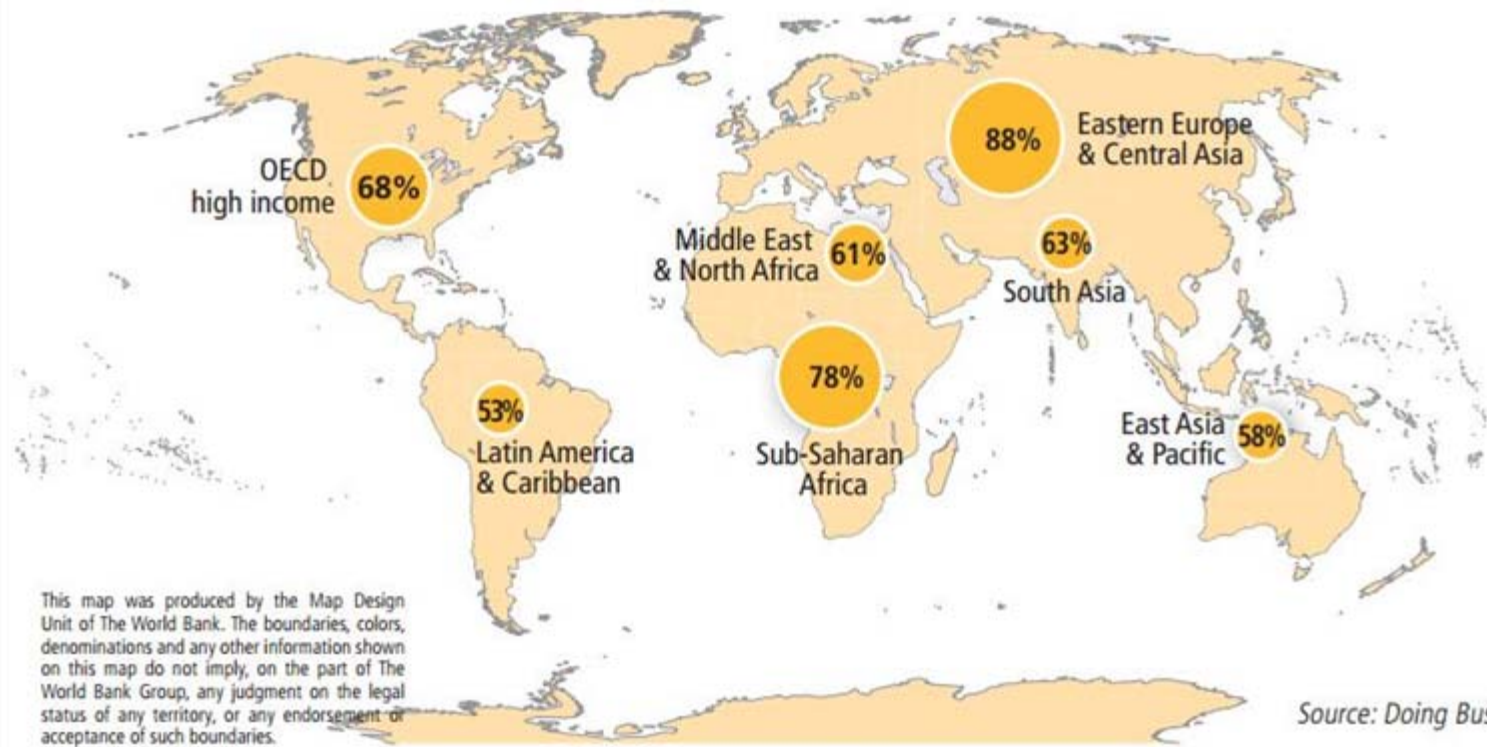 OECD
high income
68%
88%
Eastern Europe
& Central Asia
Middle East
& North Africa
61%
63%
South Asia
78%
Sub-Saharan
Africa
53%
Latin America
& Caribbean
East Asia
& Pacific
58%
This map was produced by the Map Design
Unit of The World Bank. The boundaries, colors,
denominations and any other information shown
on this map do not imply, on the part of The
World Bank Group, any judgment on the legal
status of any territory, or any endorsement or
acceptance of such boundaries.
Source: Doing Bus